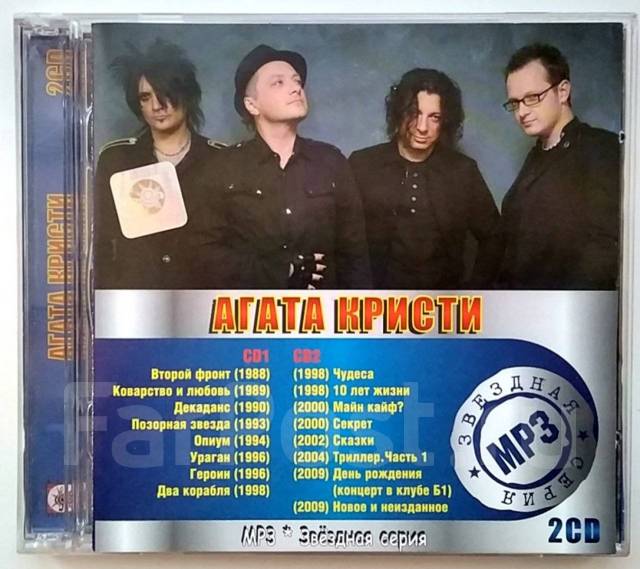 2CD
АГАТА КРИСТИ
АГАТА КРИСТИ
CD1
Второй фронт (1988)
Коварство и любовь (1989)
Декаданс (1990)
Позорная звезда (1993)
Опиум (1994)
Ураган (1996)
Героин (1996)
Два корабля (1998)
CD2
(1998) Чудеса
(1998) 10 лет жизни
(2000) Майн кайф?
(2000) Секрет
(2002) Сказки
(2004) Триллер.Часть 1
(2009) День рождения
(концерт в клубе Б1)
(2009) Новое и неизданное
ЗВЕЗДНАЯ
MP3
СЕРИЯ
MP3 * Звёздная серия
2CD